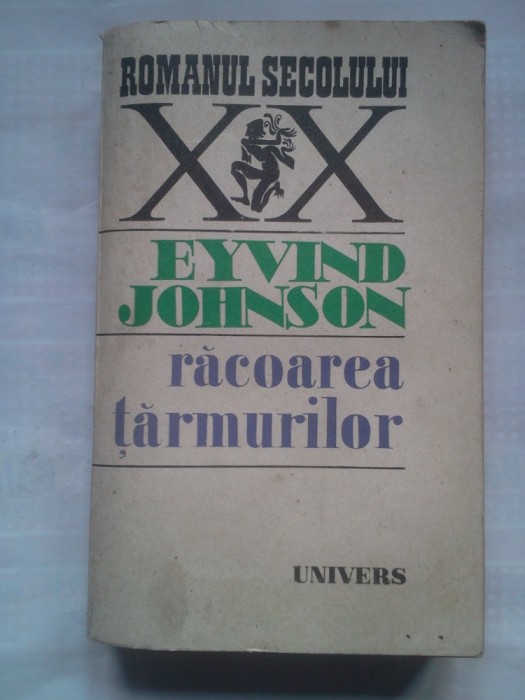 ROMANUL SECOLULUI
XX
EYVIND
JOHNSON
răcoarea
țărmurilor
UNIVERS